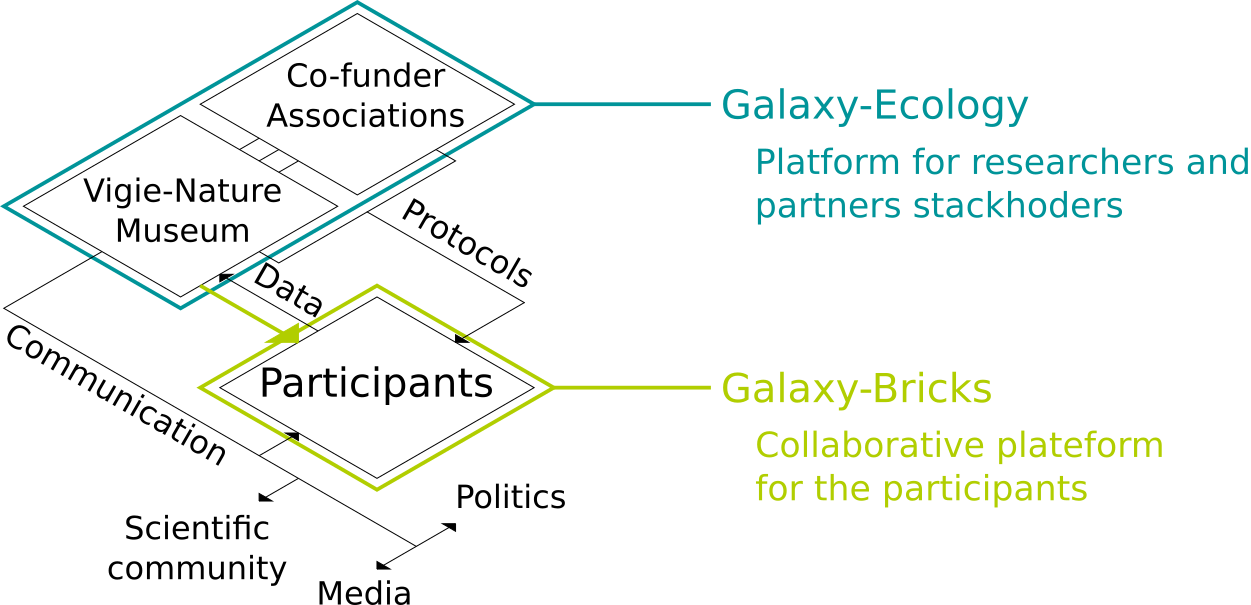 Co-funder
Associations
Galaxy-Ecology
Platform for researchers and
partners stackhoders
Vigie-Nature
Museum
Protocols
Data
Communication
Participants
Galaxy-Bricks
Collaborative plateform
for the participants
Politics
Scientific
community
Media